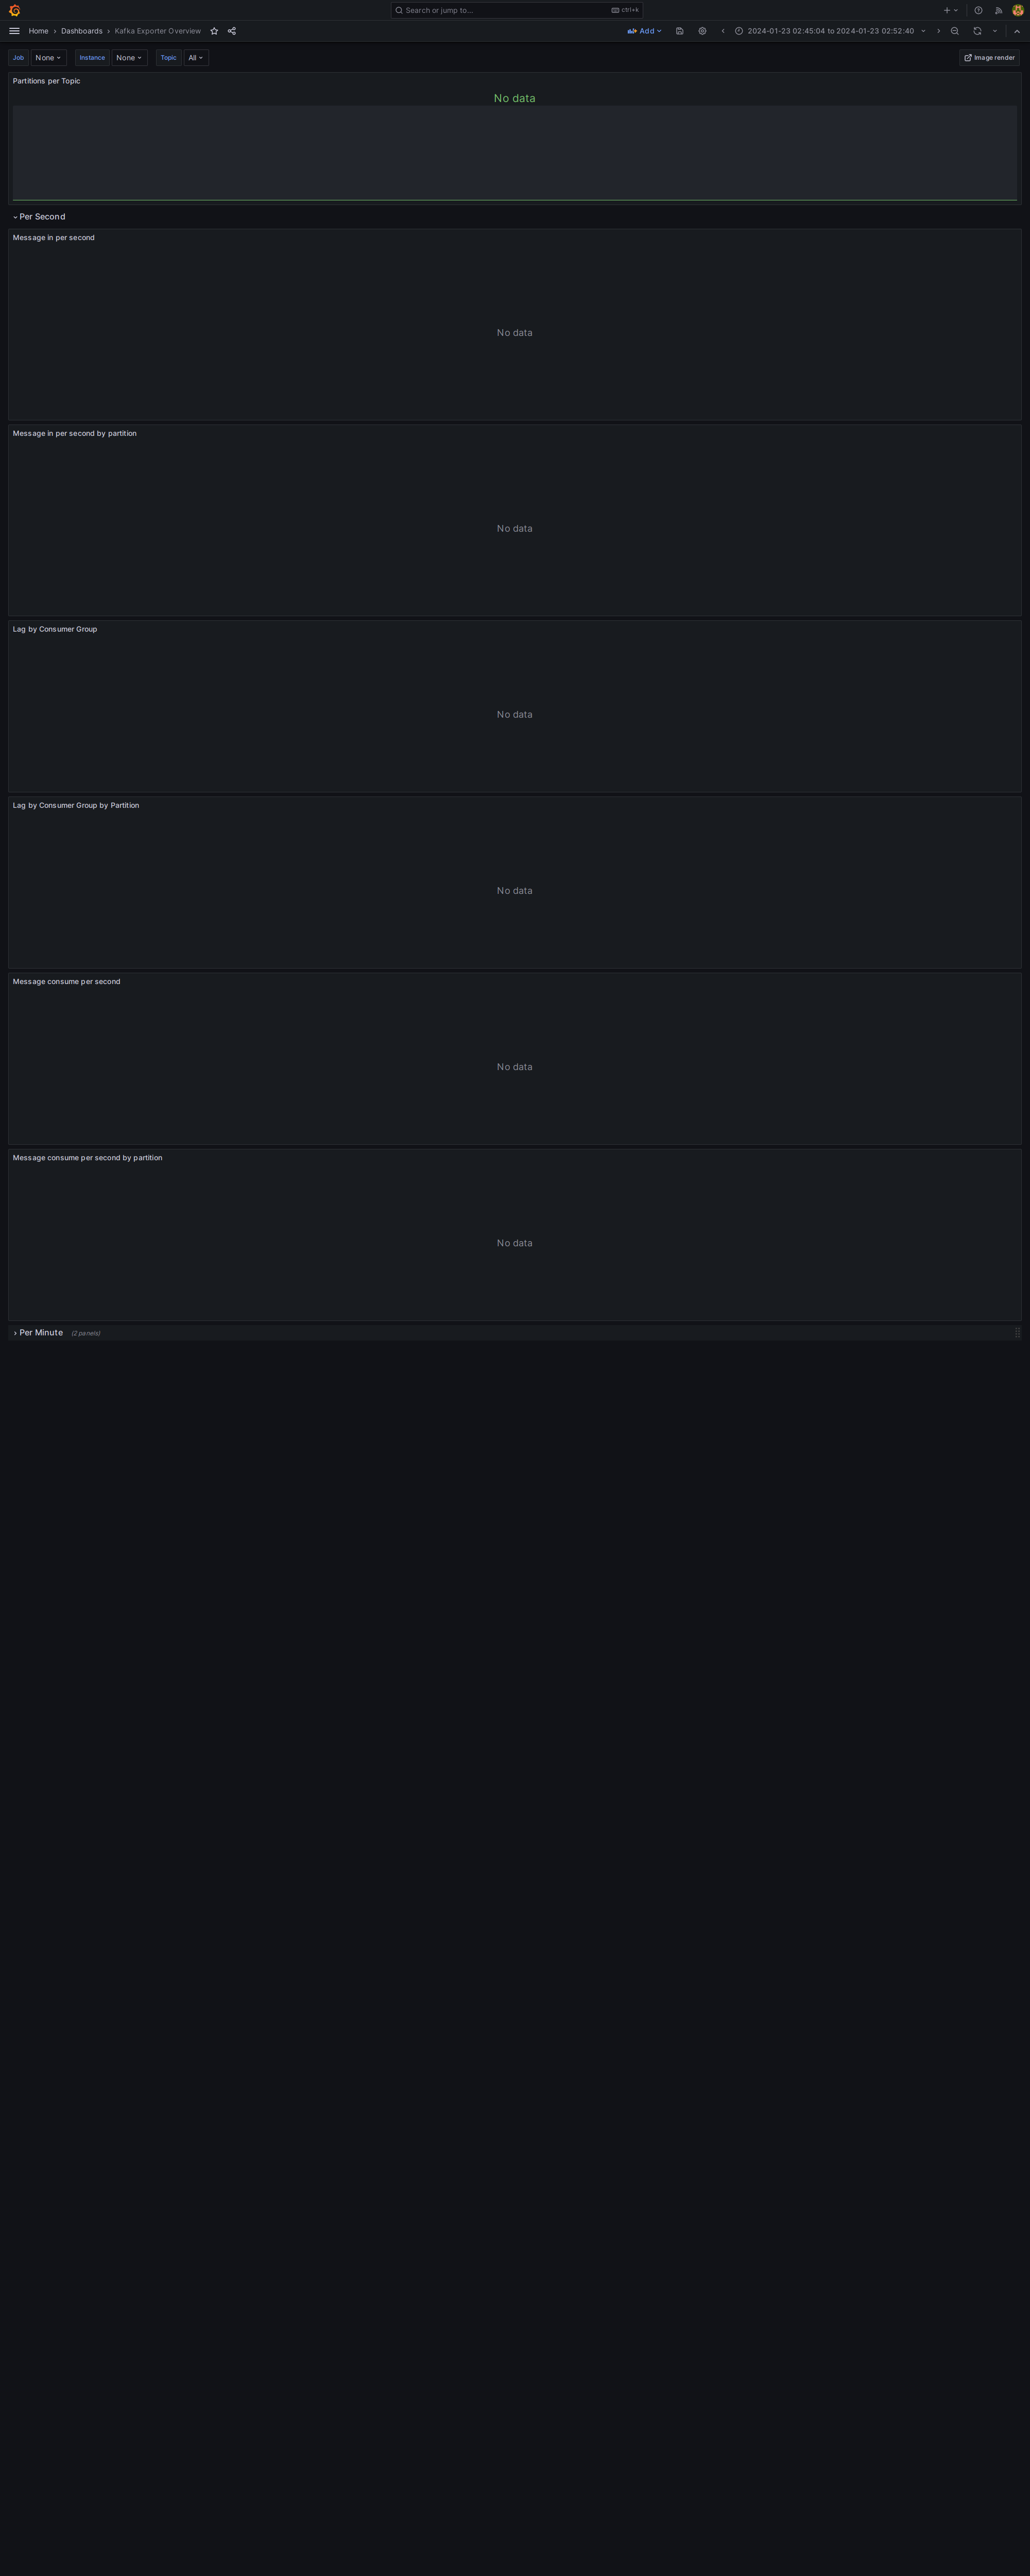 Search or jump to... ctrl+k
Home › Dashboards › Kafka Exporter Overview Add 2024-01-23 02:45:04 to 2024-01-23 02:52:40
Job None Instance None Topic All Image render
Partitions per Topic
No data
Per Second
Message in per second
No data
Message in per second by partition
No data
Lag by Consumer Group
No data
Lag by Consumer Group by Partition
No data
Message consume per second
No data
Message consume per second by partition
No data
Per Minute (2 panels)